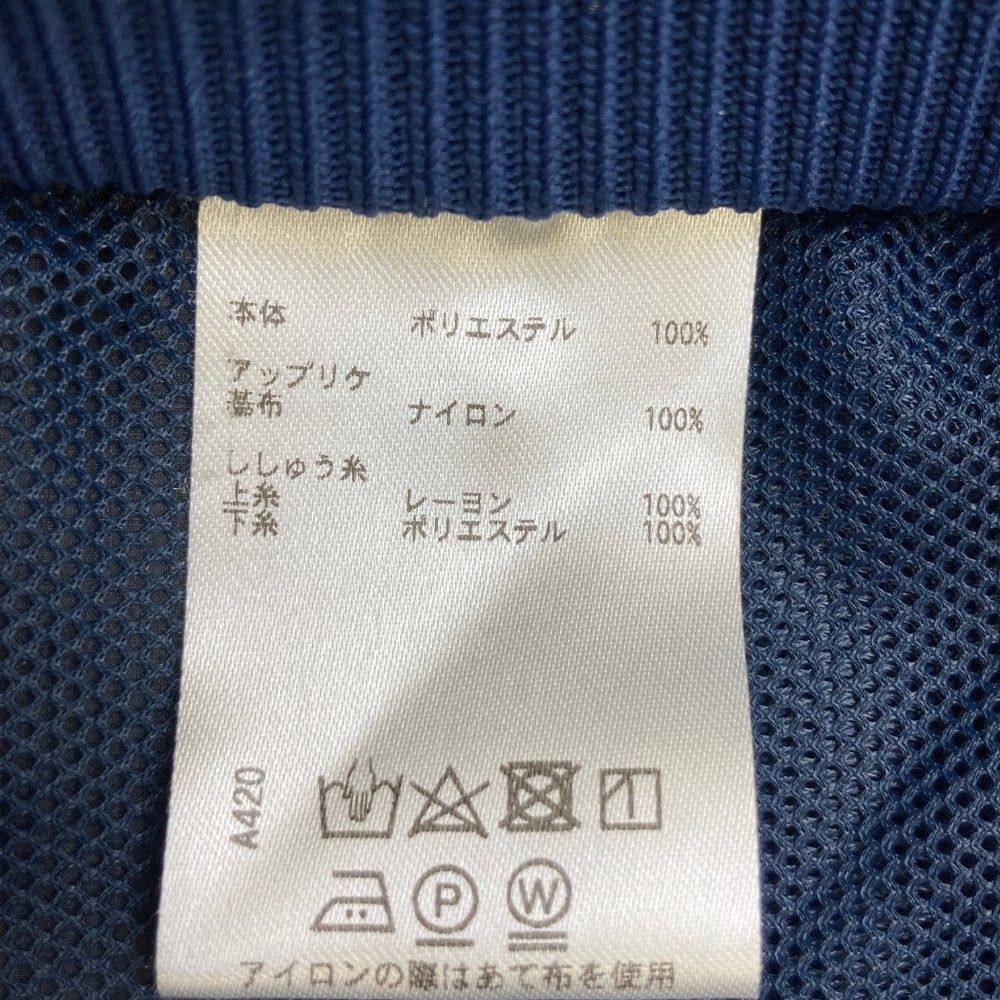 本体 ポリエステル 100%
アップリケ
基布 ナイロン 100%
ししゅう糸
上糸 レーヨン 100%
下糸 ポリエステル 100%
A420
P W
アイロンの際はあて布を使用